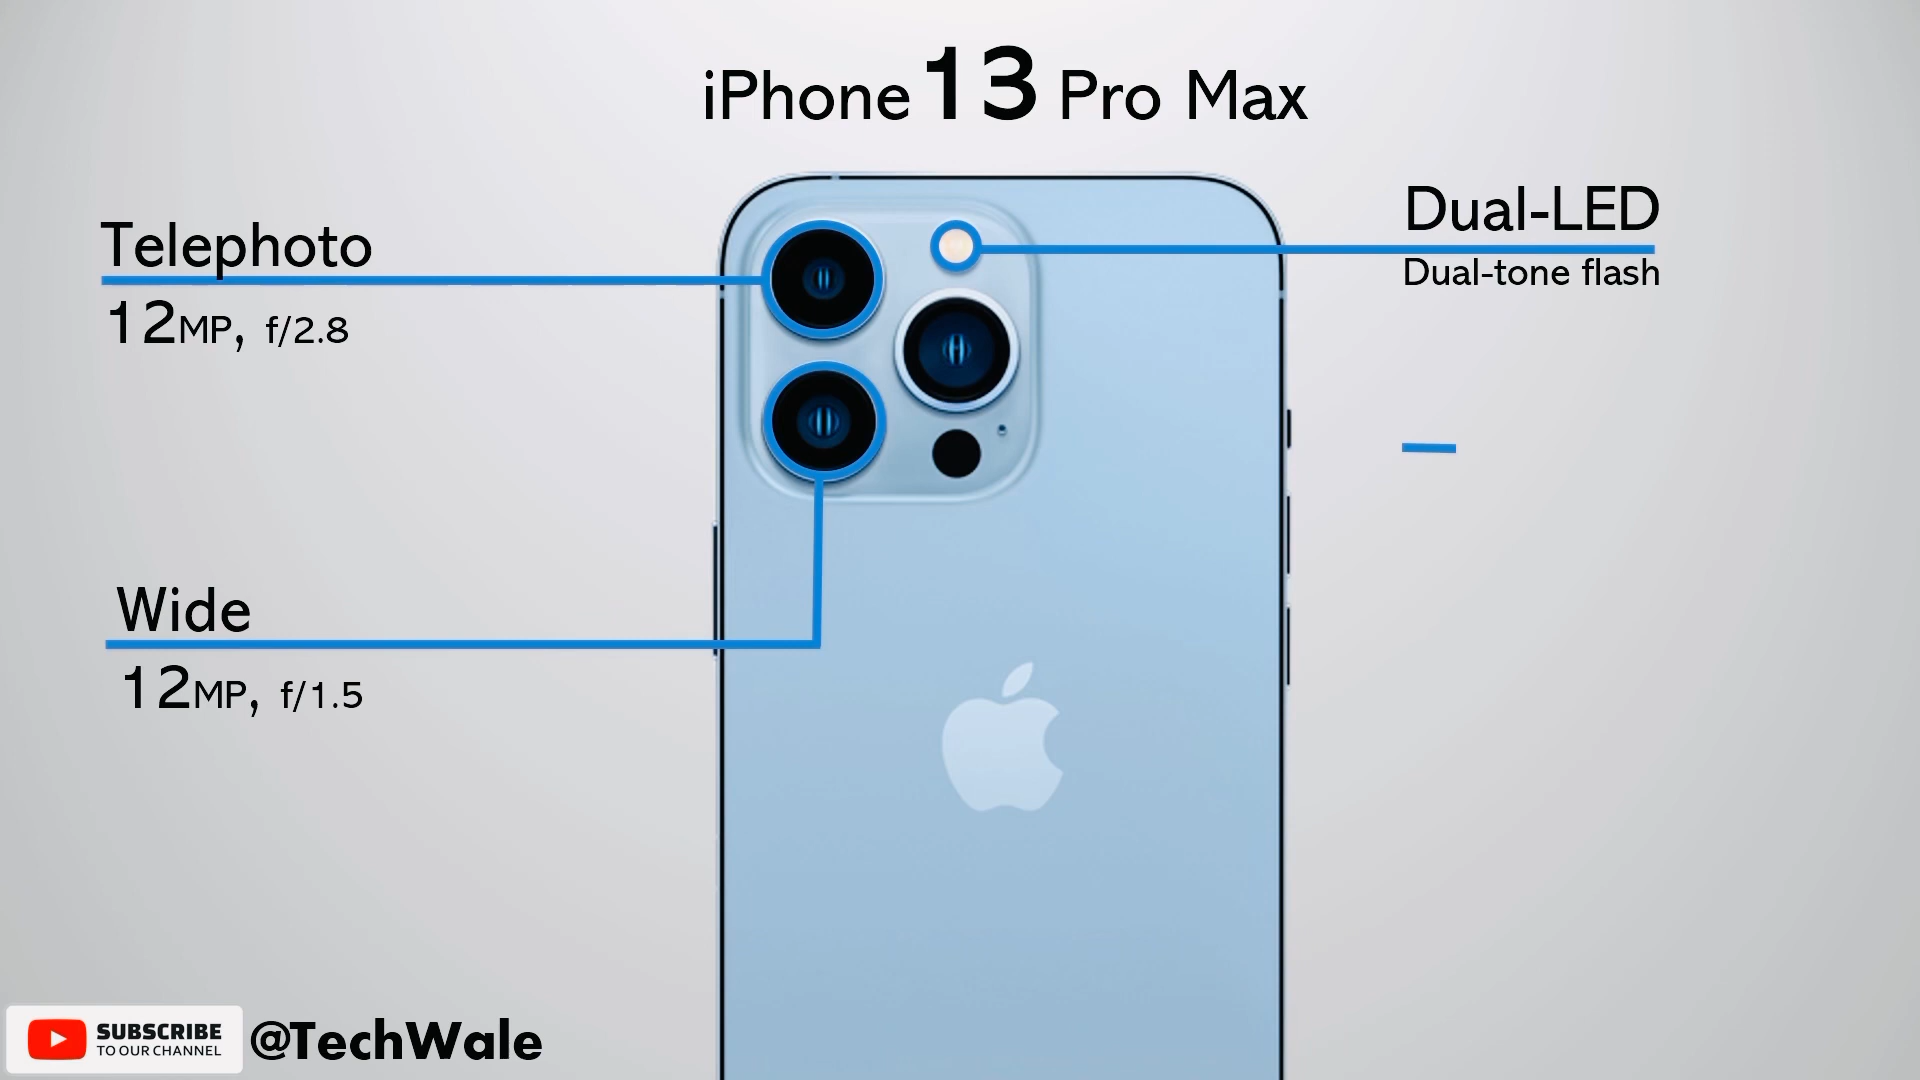 iPhone 13 Pro Max
Telephoto
12MP, f/2.8
Dual-LED
Dual-tone flash
Wide
12MP, f/1.5
SUBSCRIBE
TO OUR CHANNEL
@TechWale